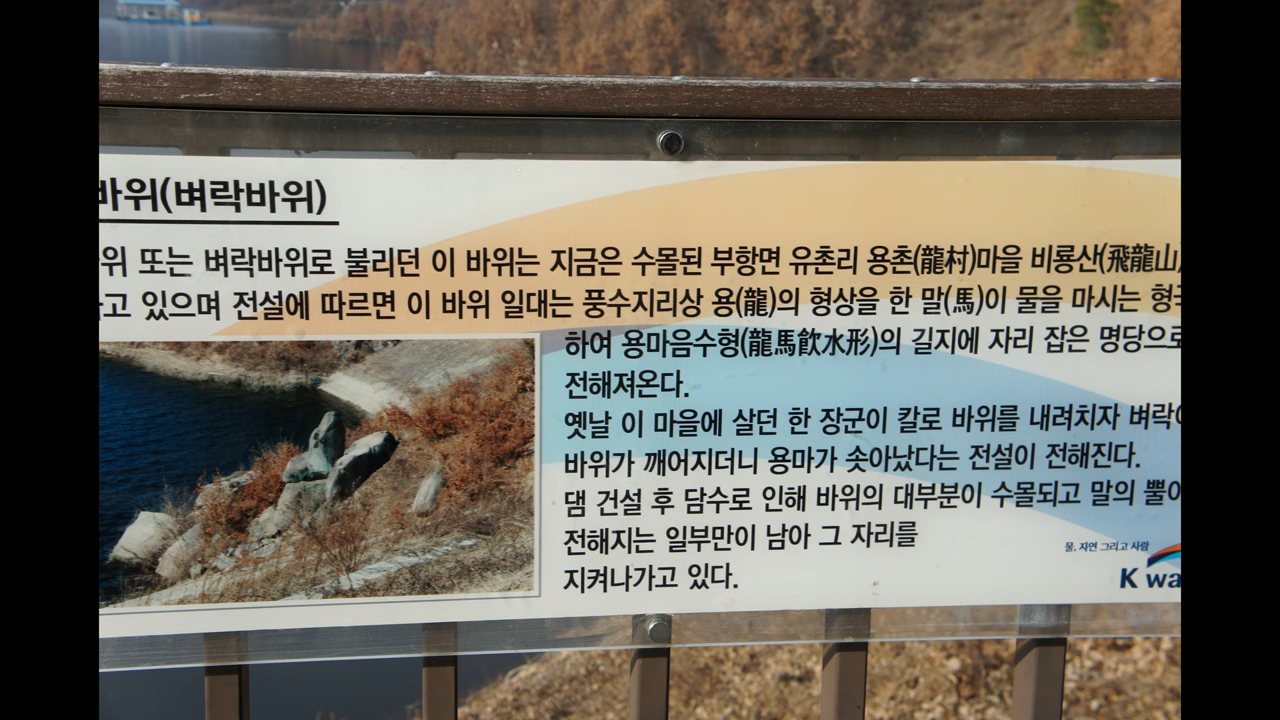 바위(벼락바위)
위 또는 벼락바위로 불리던 이 바위는 지금은 수몰된 부항면 유촌리 용촌(龍村)마을 비룡산(飛龍山)
고 있으며 전설에 따르면 이 바위 일대는 풍수지리상 용(龍)의 형상을 한 말(馬)이 물을 마시는
하여 용마음수형(龍馬飮水形)의 길지에 자리 잡은 명당으로
전해져온다.
옛날 이 마을에 살던 한 장군이 칼로 바위를 내려치자 벼락
바위가 깨어지더니 용마가 솟아났다는 전설이 전해진다.
댐 건설 후 담수로 인해 바위의 대부분이 수몰되고 말의
전해지는 일부만이 남아 그 자리를
지켜나가고 있다.
물, 자연 그리고 사람
K wa